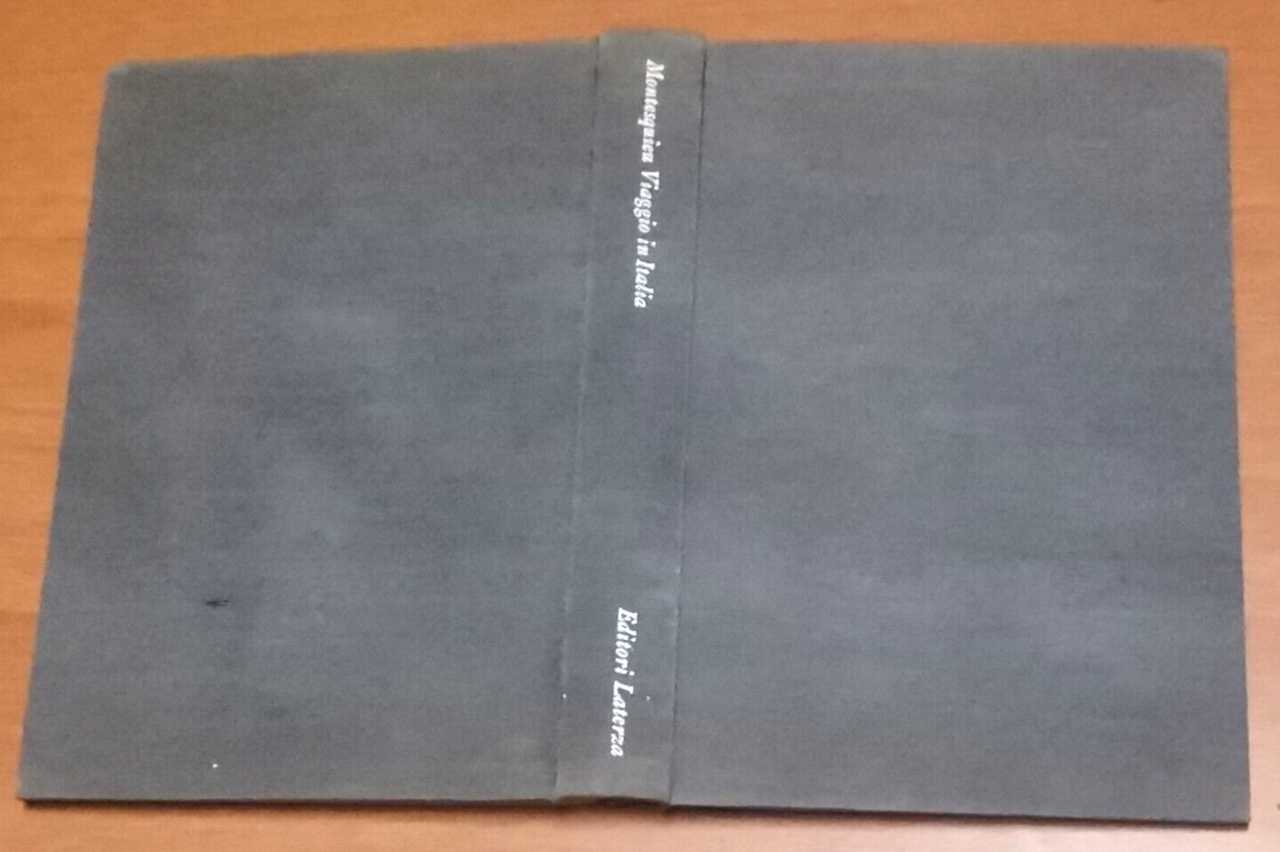 Montesquieu Viaggio in Italia
Editori Laterza